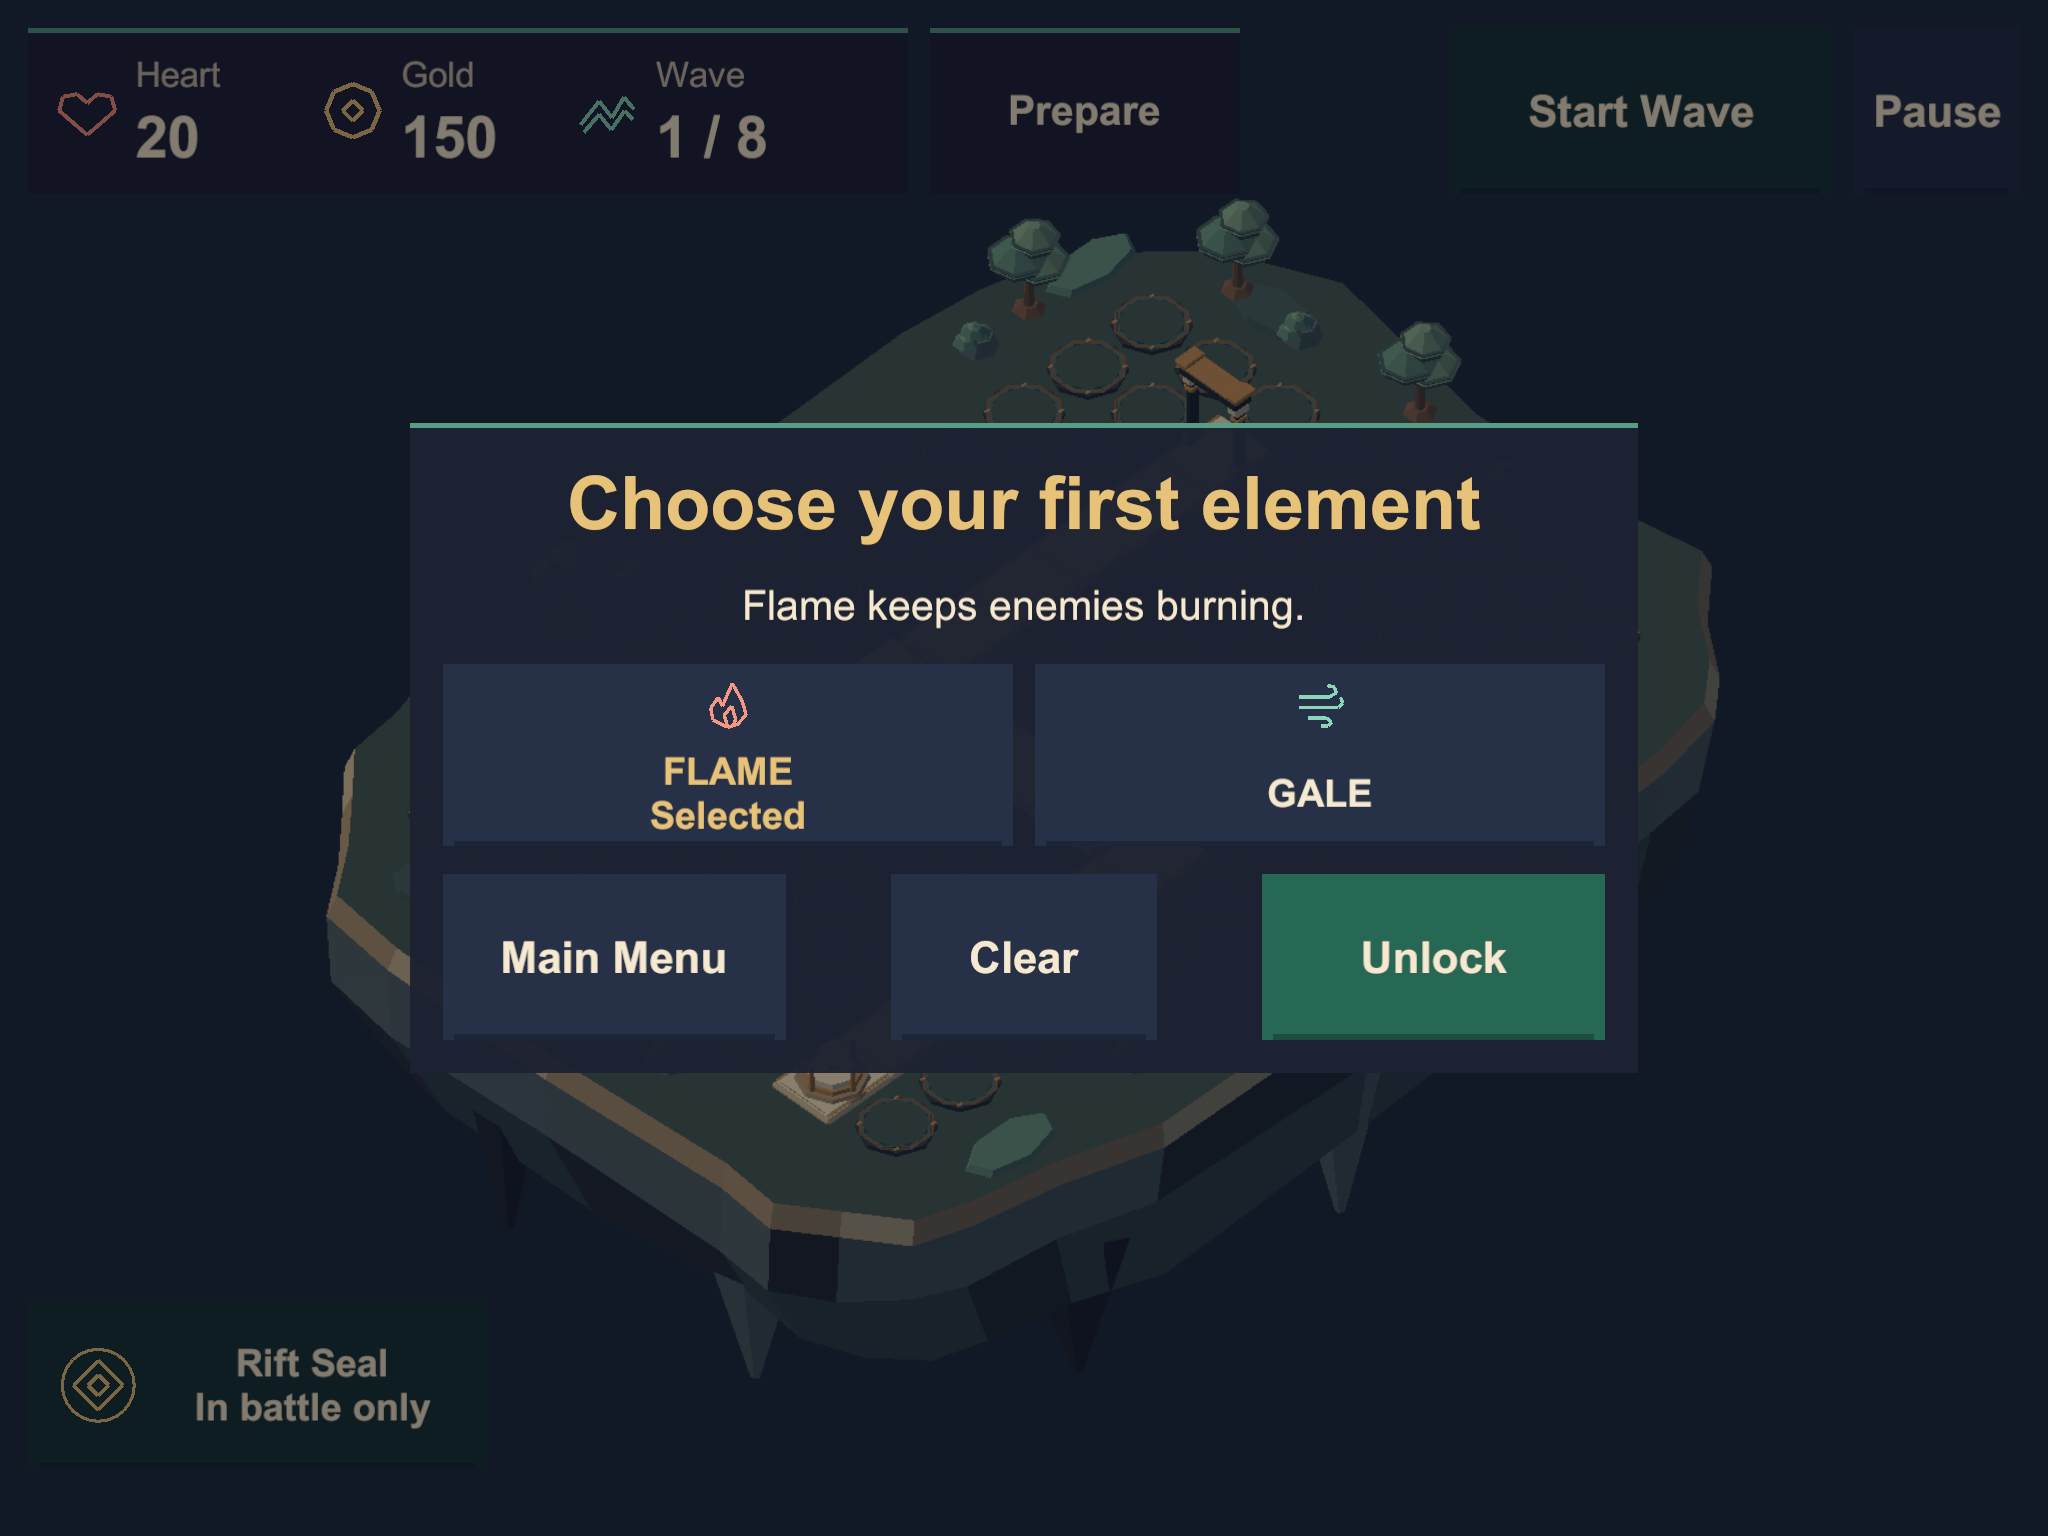 Heart
20
Gold
150
Wave
1 / 8
Prepare
Start Wave
Pause
Choose your first element
Flame keeps enemies burning.
FLAME
Selected
GALE
Main Menu
Clear
Unlock
Rift Seal
In battle only